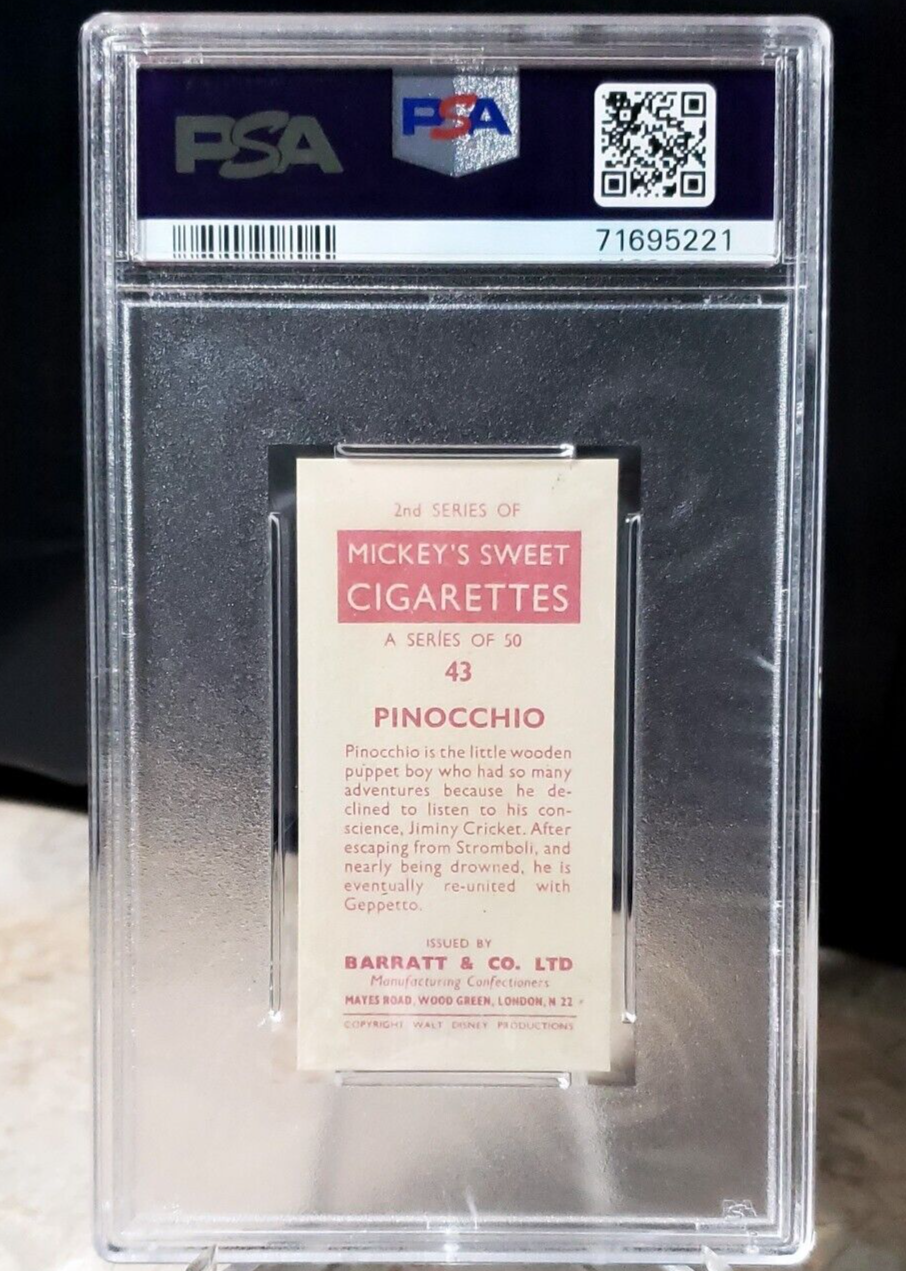 PSA
PSA
71695221
2nd SERIES OF
MICKEY'S SWEET
CIGARETTES
A SERIES OF 50
43
PINOCCHIO
Pinocchio is the little wooden
puppet boy who had so many
adventures because he de-
clined to listen to his con-
science, Jiminy Cricket. After
escaping from Stromboli, and
nearly being drowned, he is
eventually re-united with
Geppetto.
ISSUED BY
BARRATT & CO. LTD
Manufacturing Confectioners
MAYES ROAD, WOOD GREEN, LONDON, N 22
COPYRIGHT WALT DISNEY PRODUCTIONS
PSA